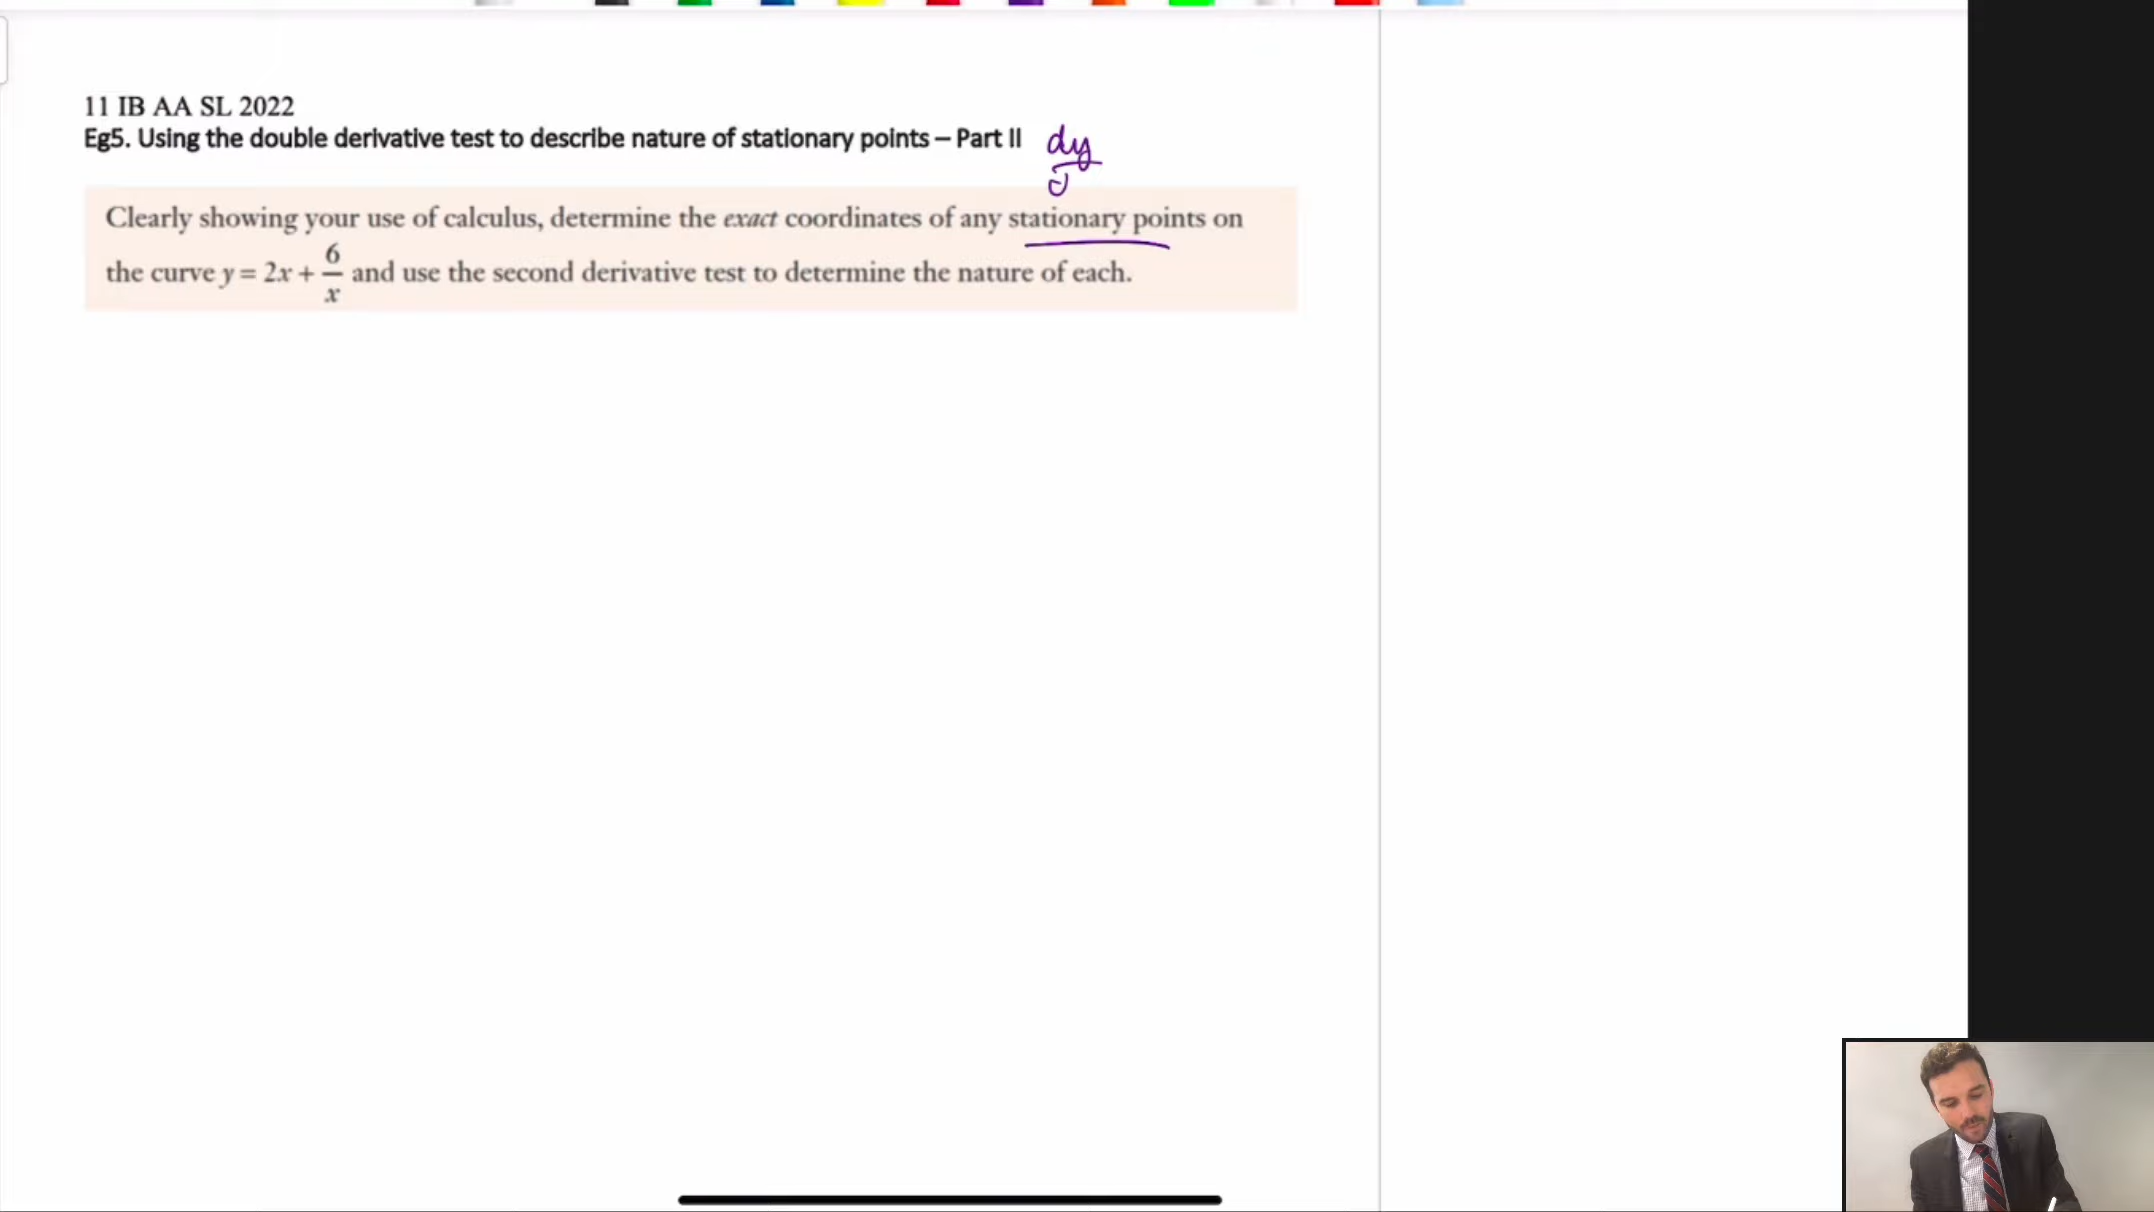 11 IB AA SL 2022
Eg5. Using the double derivative test to describe nature of stationary points – Part II dy
Clearly showing your use of calculus, determine the exact coordinates of any stationary points on
the curve y = 2x + 6/x and use the second derivative test to determine the nature of each.